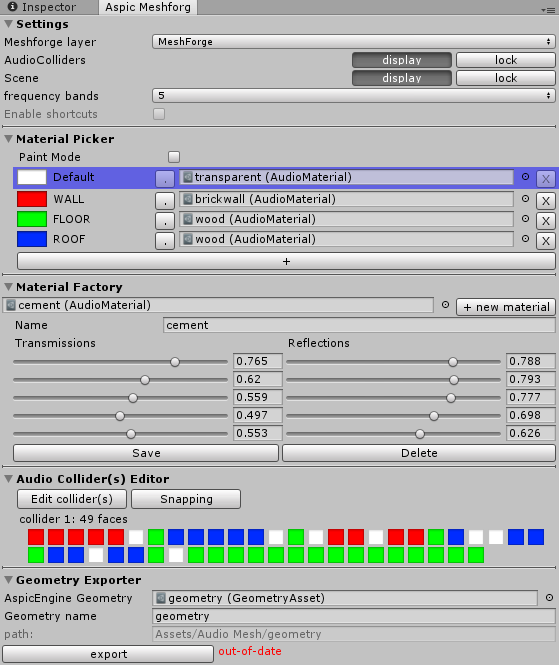 Inspector Aspic Meshforg
Settings
Meshforge layer MeshForge
AudioColliders display lock
Scene display lock
frequency bands 5
Enable shortcuts
Material Picker
Paint Mode
Default . transparent (AudioMaterial) X
WALL . brickwall (AudioMaterial) X
FLOOR . wood (AudioMaterial) X
ROOF . wood (AudioMaterial) X
+
Material Factory
cement (AudioMaterial) + new material
Name cement
Transmissions Reflections
0.765 0.788
0.62 0.793
0.559 0.777
0.497 0.698
0.553 0.626
Save Delete
Audio Collider(s) Editor
Edit collider(s) Snapping
collider 1: 49 faces
Geometry Exporter
AspicEngine Geometry geometry (GeometryAsset)
Geometry name geometry
path: Assets/Audio Mesh/geometry
export out-of-date